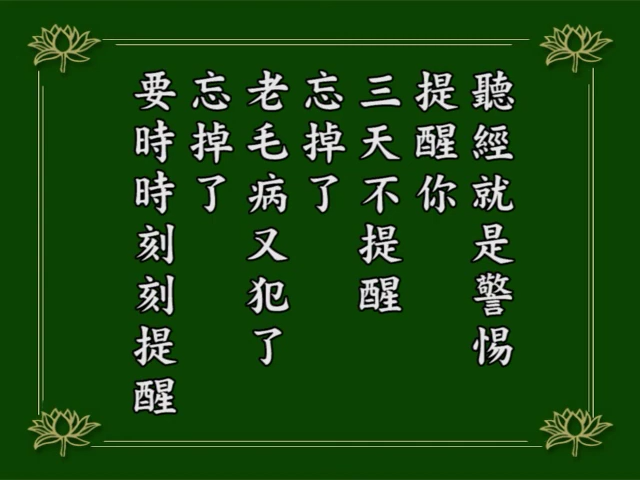 聽經就是警惕
提醒你
三天不提醒
忘掉了
老毛病又犯了
忘掉了
要時時刻刻提醒